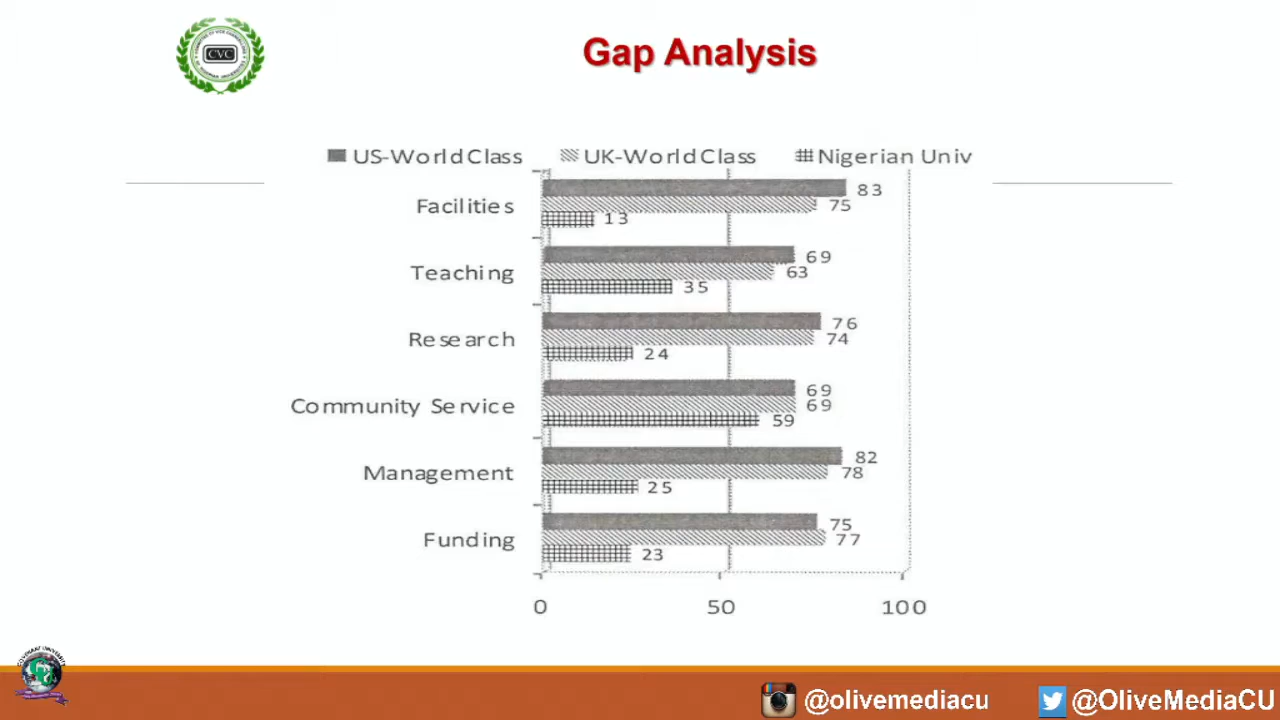 Gap Analysis
CVC
US-World Class UK-World Class Nigerian Univ
Facilities 83
75
13
Teaching 69
63
35
Research 76
74
24
Community Service 69
69
59
Management 82
78
25
Funding 75
77
23
0 50 100
@olivemediacu @OliveMediaCU